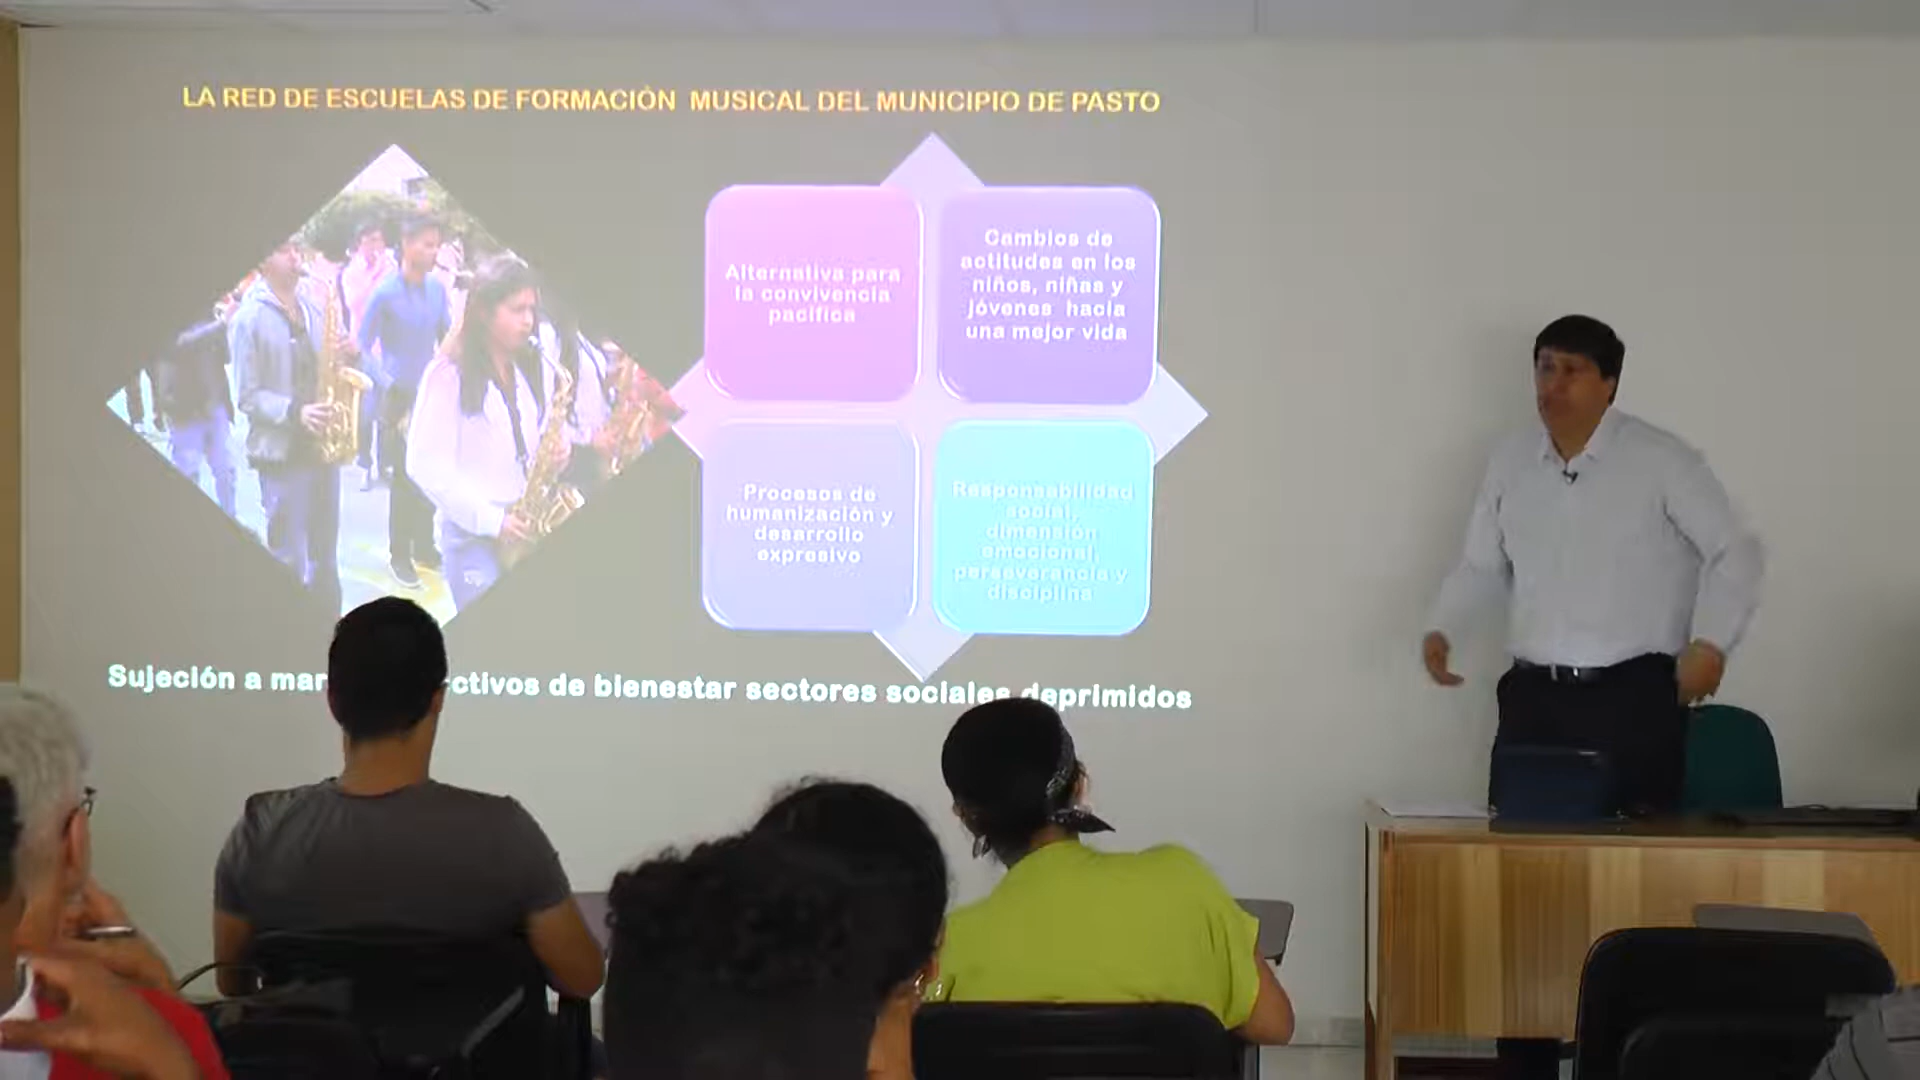 LA RED DE ESCUELAS DE FORMACIÓN MUSICAL DEL MUNICIPIO DE PASTO
Alternativa para
la convivencia
pacífica
Cambios de
actitudes en los
niños, niñas y
jóvenes hacia
una mejor vida
Procesos de
humanización y
desarrollo
expresivo
Responsabilidad
social,
dimensión
emocional,
perseverancia y
disciplina
Sujeción a de bienestar sectores sociales deprimidos